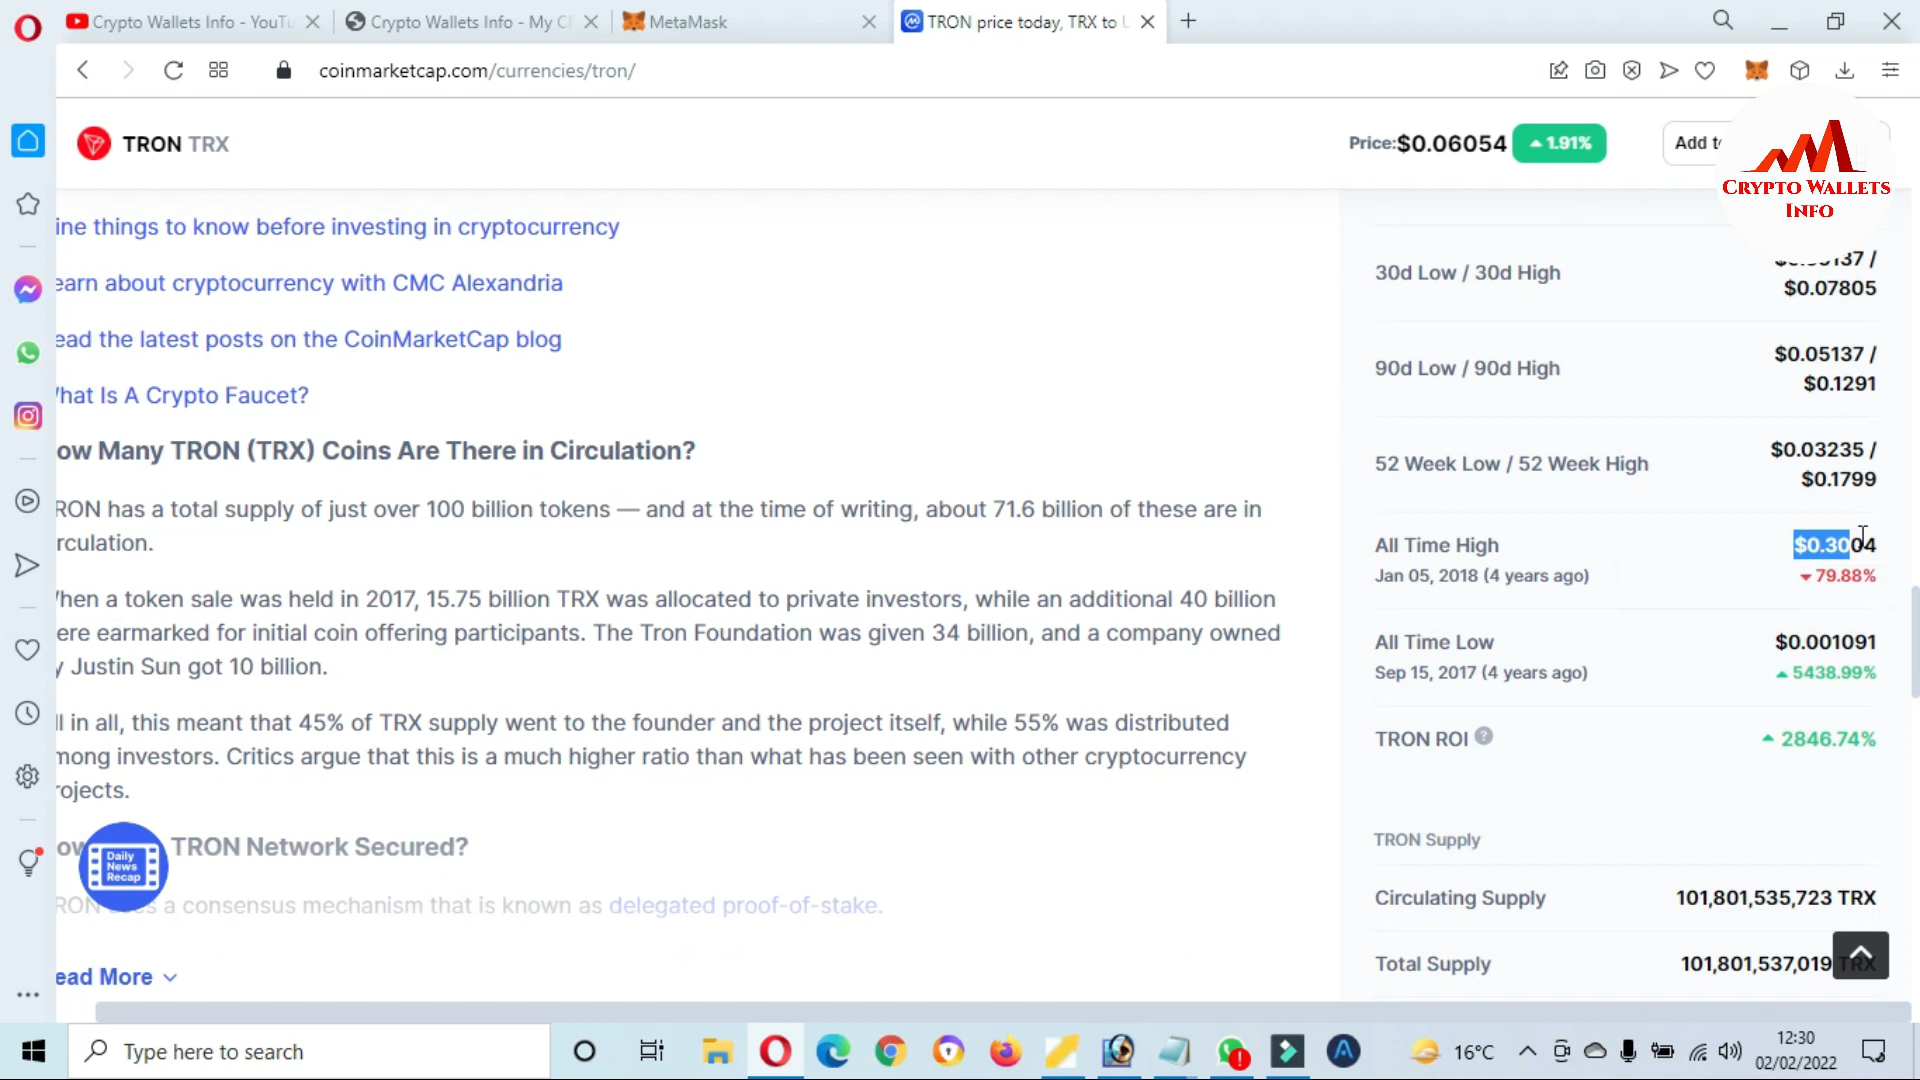 Crypto Wallets Info - YouTu
Crypto Wallets Info - My Cr
MetaMask
TRON price today, TRX to U
coinmarketcap.com/currencies/tron/
TRON TRX
Price:$0.06054 1.91%
Add to
CRYPTO WALLETS
INFO
ine things to know before investing in cryptocurrency
earn about cryptocurrency with CMC Alexandria
ead the latest posts on the CoinMarketCap blog
hat Is A Crypto Faucet?
ow Many TRON (TRX) Coins Are There in Circulation?
RON has a total supply of just over 100 billion tokens — and at the time of writing, about 71.6 billion of these are in
rculation.
hen a token sale was held in 2017, 15.75 billion TRX was allocated to private investors, while an additional 40 billion
ere earmarked for initial coin offering participants. The Tron Foundation was given 34 billion, and a company owned
y Justin Sun got 10 billion.
ll in all, this meant that 45% of TRX supply went to the founder and the project itself, while 55% was distributed
mong investors. Critics argue that this is a much higher ratio than what has been seen with other cryptocurrency
rojects.
ow TRON Network Secured?
RON a consensus mechanism that is known as delegated proof-of-stake.
Daily
News
Recap
ead More
30d Low / 30d High
137 /
$0.07805
90d Low / 90d High
$0.05137 /
$0.1291
52 Week Low / 52 Week High
$0.03235 /
$0.1799
All Time High $0.3004
Jan 05, 2018 (4 years ago) 79.88%
All Time Low $0.001091
Sep 15, 2017 (4 years ago) 5438.99%
TRON ROI 2846.74%
TRON Supply
Circulating Supply 101,801,535,723 TRX
Total Supply 101,801,537,019 TRX
Type here to search
16°C
12:30
02/02/2022